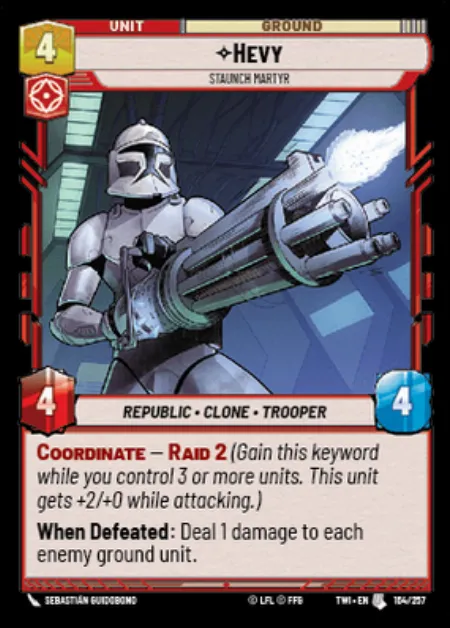 UNIT
GROUND
4
✧HEVY
STAUNCH MARTYR
4
REPUBLIC • CLONE • TROOPER
4
COORDINATE – RAID 2 (Gain this keyword
while you control 3 or more units. This unit
gets +2/+0 while attacking.)
When Defeated: Deal 1 damage to each
enemy ground unit.
SEBASTIÁN GUIDOBONO
© LFL © FFG
TWI • EN
164/257